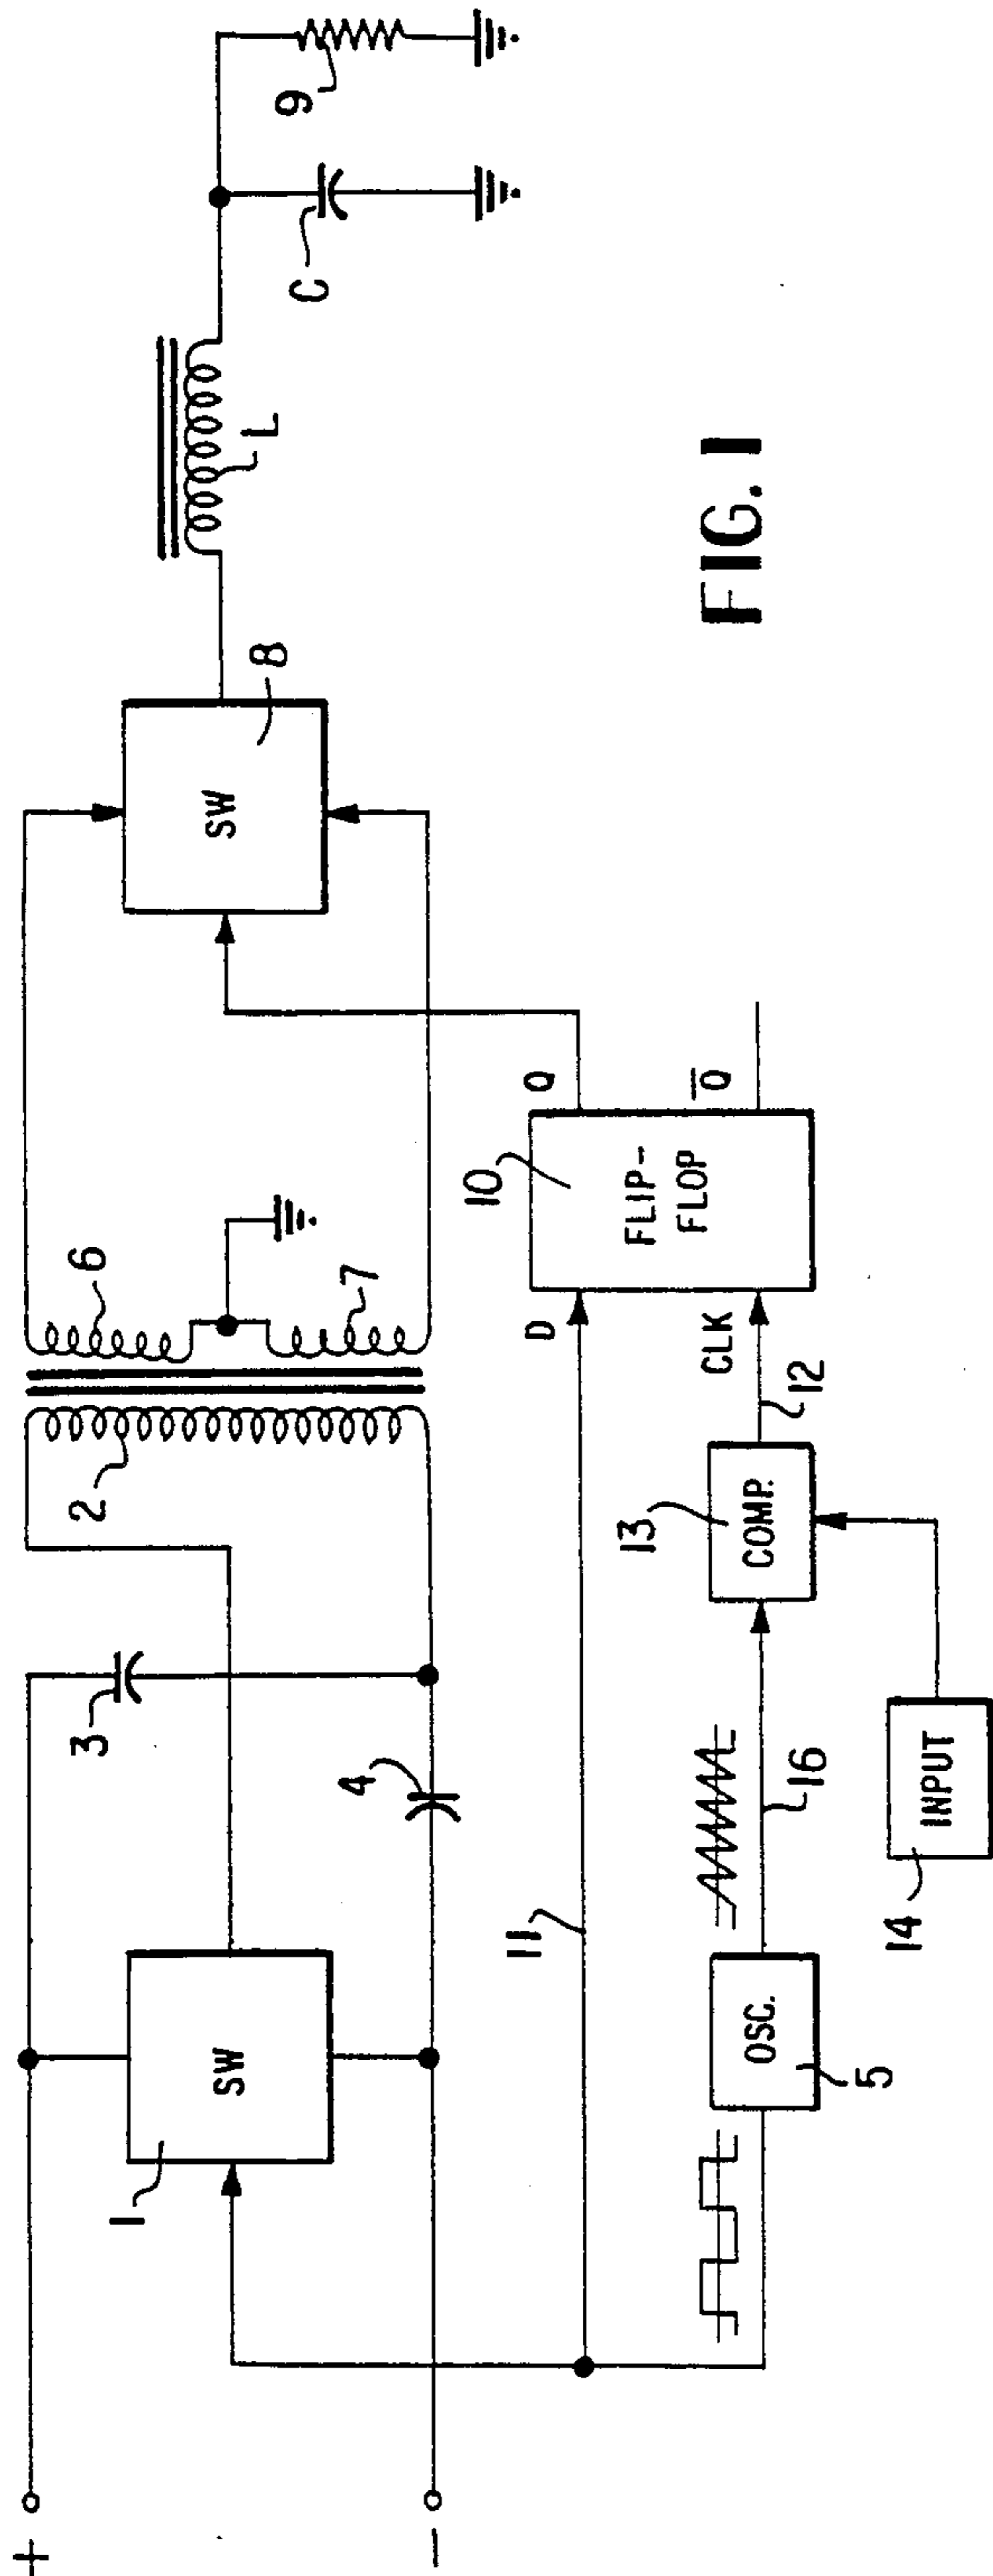 +
-
1
SW
3
4
2
6
7
SW
8
L
C
9
11
OSC.
5
16
INPUT
14
COMP.
13
12
D
CLK
FLIP-
FLOP
10
Q
Q̅
FIG. 1